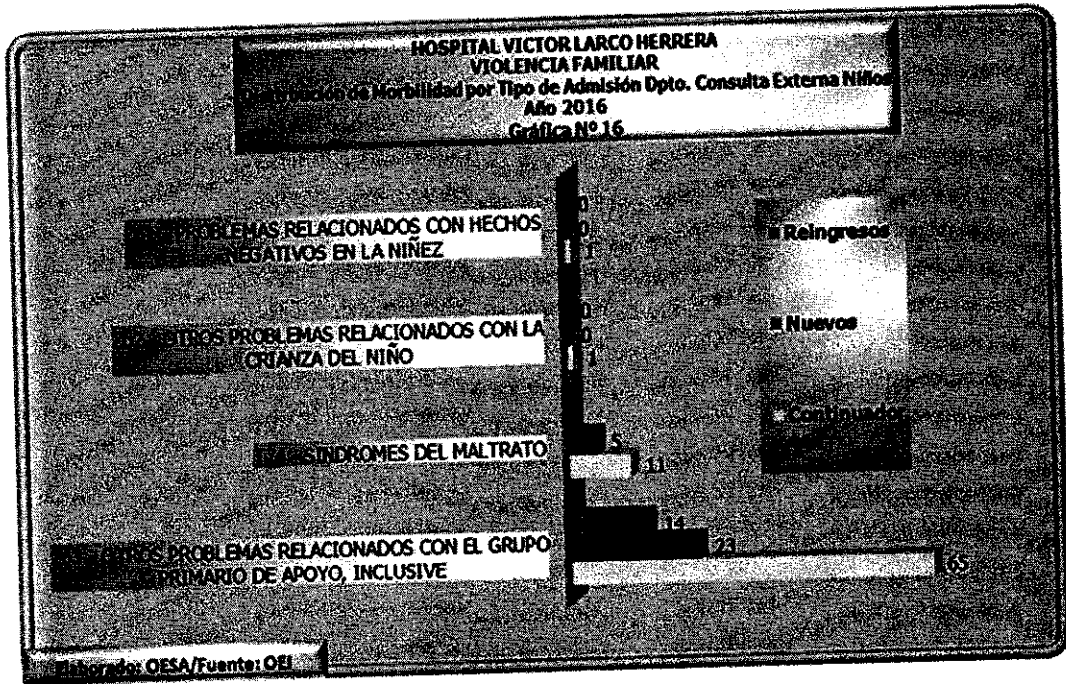 HOSPITAL VICTOR LARCO HERRERA
VIOLENCIA FAMILIAR
de Morbilidad por Tipo de Admisión Dpto. Consulta Externa Niños
Año 2016
Gráfica Nº 16
0
PROBLEMAS RELACIONADOS CON HECHOS
0
NEGATIVOS EN LA NIÑEZ
1
Reingresos
0
OTROS PROBLEMAS RELACIONADOS CON LA
0
CRIANZA DEL NIÑO
1
Nuevos
5
SINDROMES DEL MALTRATO
11
Continuador
14
OTROS PROBLEMAS RELACIONADOS CON EL GRUPO
23
PRIMARIO DE APOYO, INCLUSIVE
65
Elaborado: OESA/Fuente: OEI